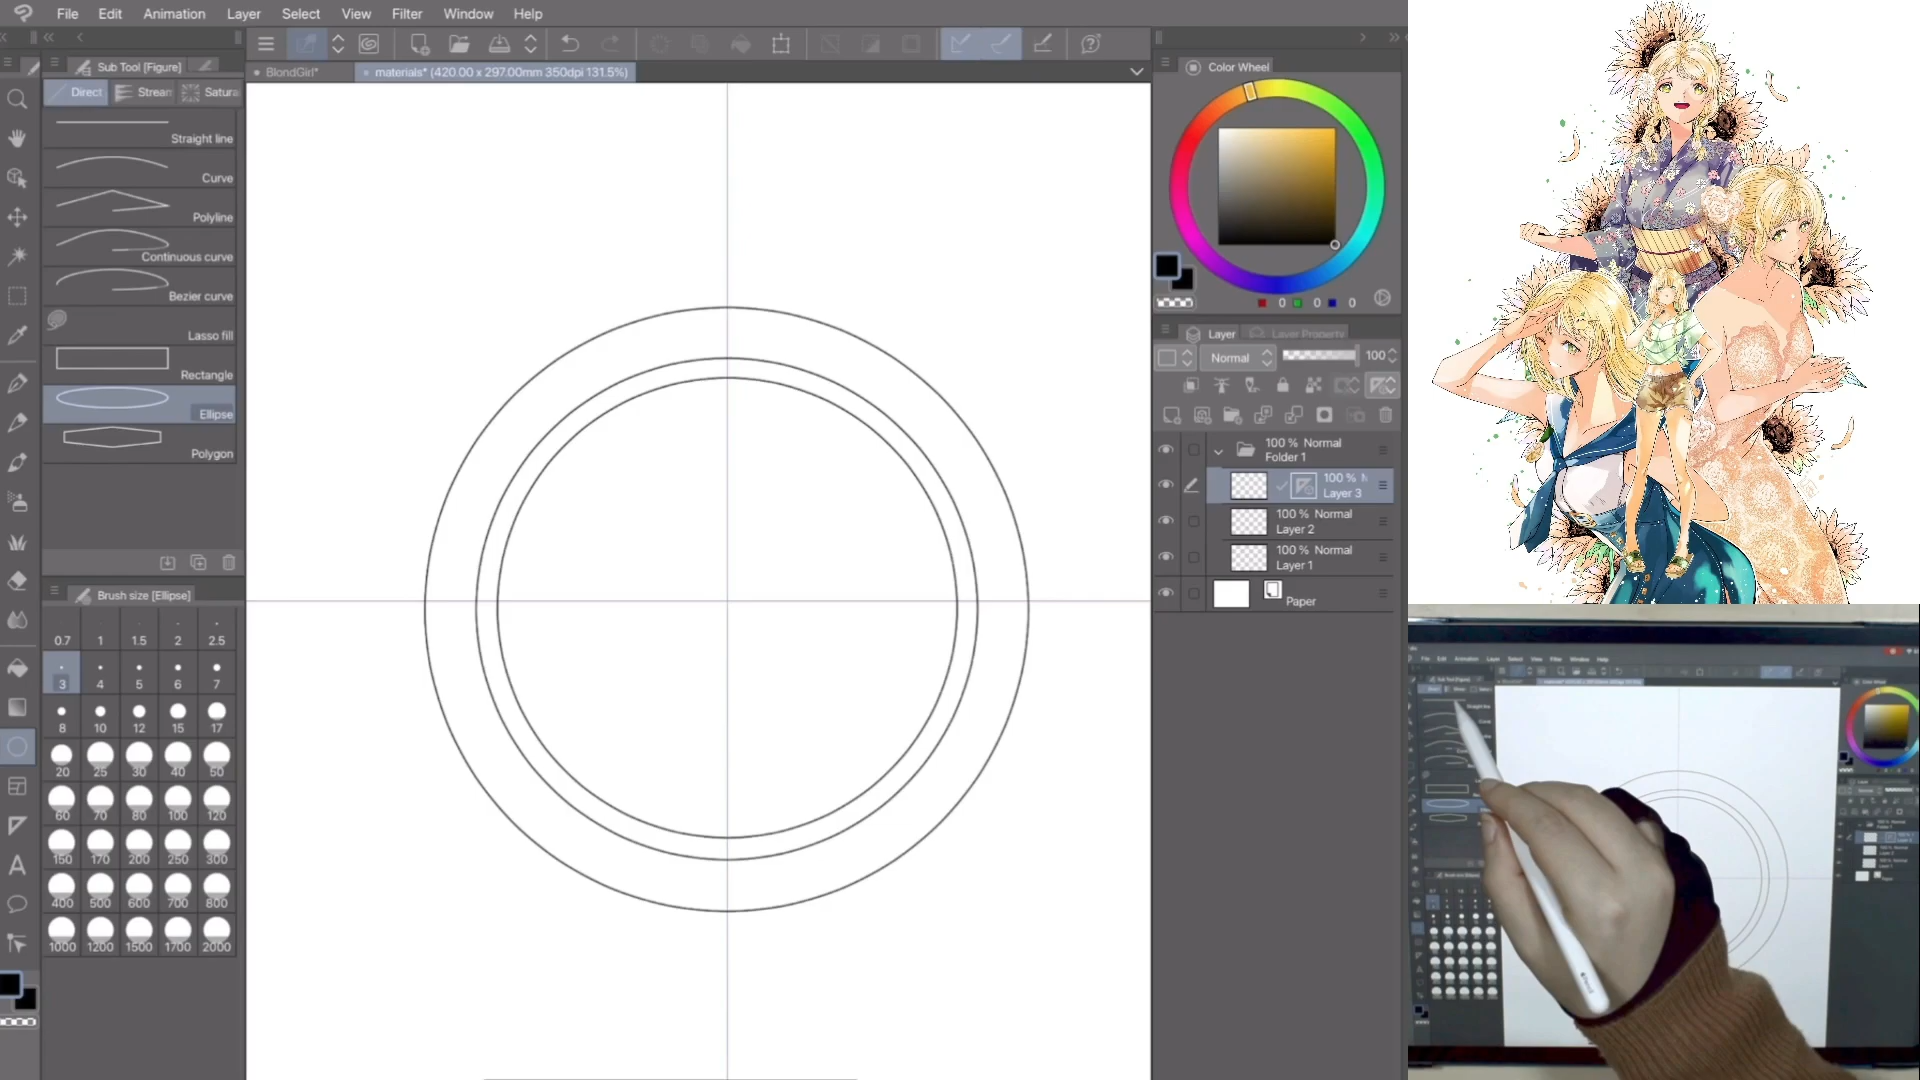 File Edit Animation Layer Select View Filter Window Help
Sub Tool [Figure]
BlondGirl*
materials* (420.00 x 297.00mm 350dpi 131.5%)
Color Wheel
Direct Strean Satura
Straight line
Curve
Polyline
Continuous curve
Bezier curve
Lasso fill
Rectangle
Ellipse
Polygon
Brush size [Ellipse]
0.7 1 1.5 2 2.5
3 4 5 6 7
8 10 12 15 17
20 25 30 40 50
60 70 80 100 120
150 170 200 250 300
400 500 600 700 800
1000 1200 1500 1700 2000
0 0 0
Layer Layer Property
Normal 100
100 % Normal
Folder 1
100 % N
Layer 3
100 % Normal
Layer 2
100 % Normal
Layer 1
Paper